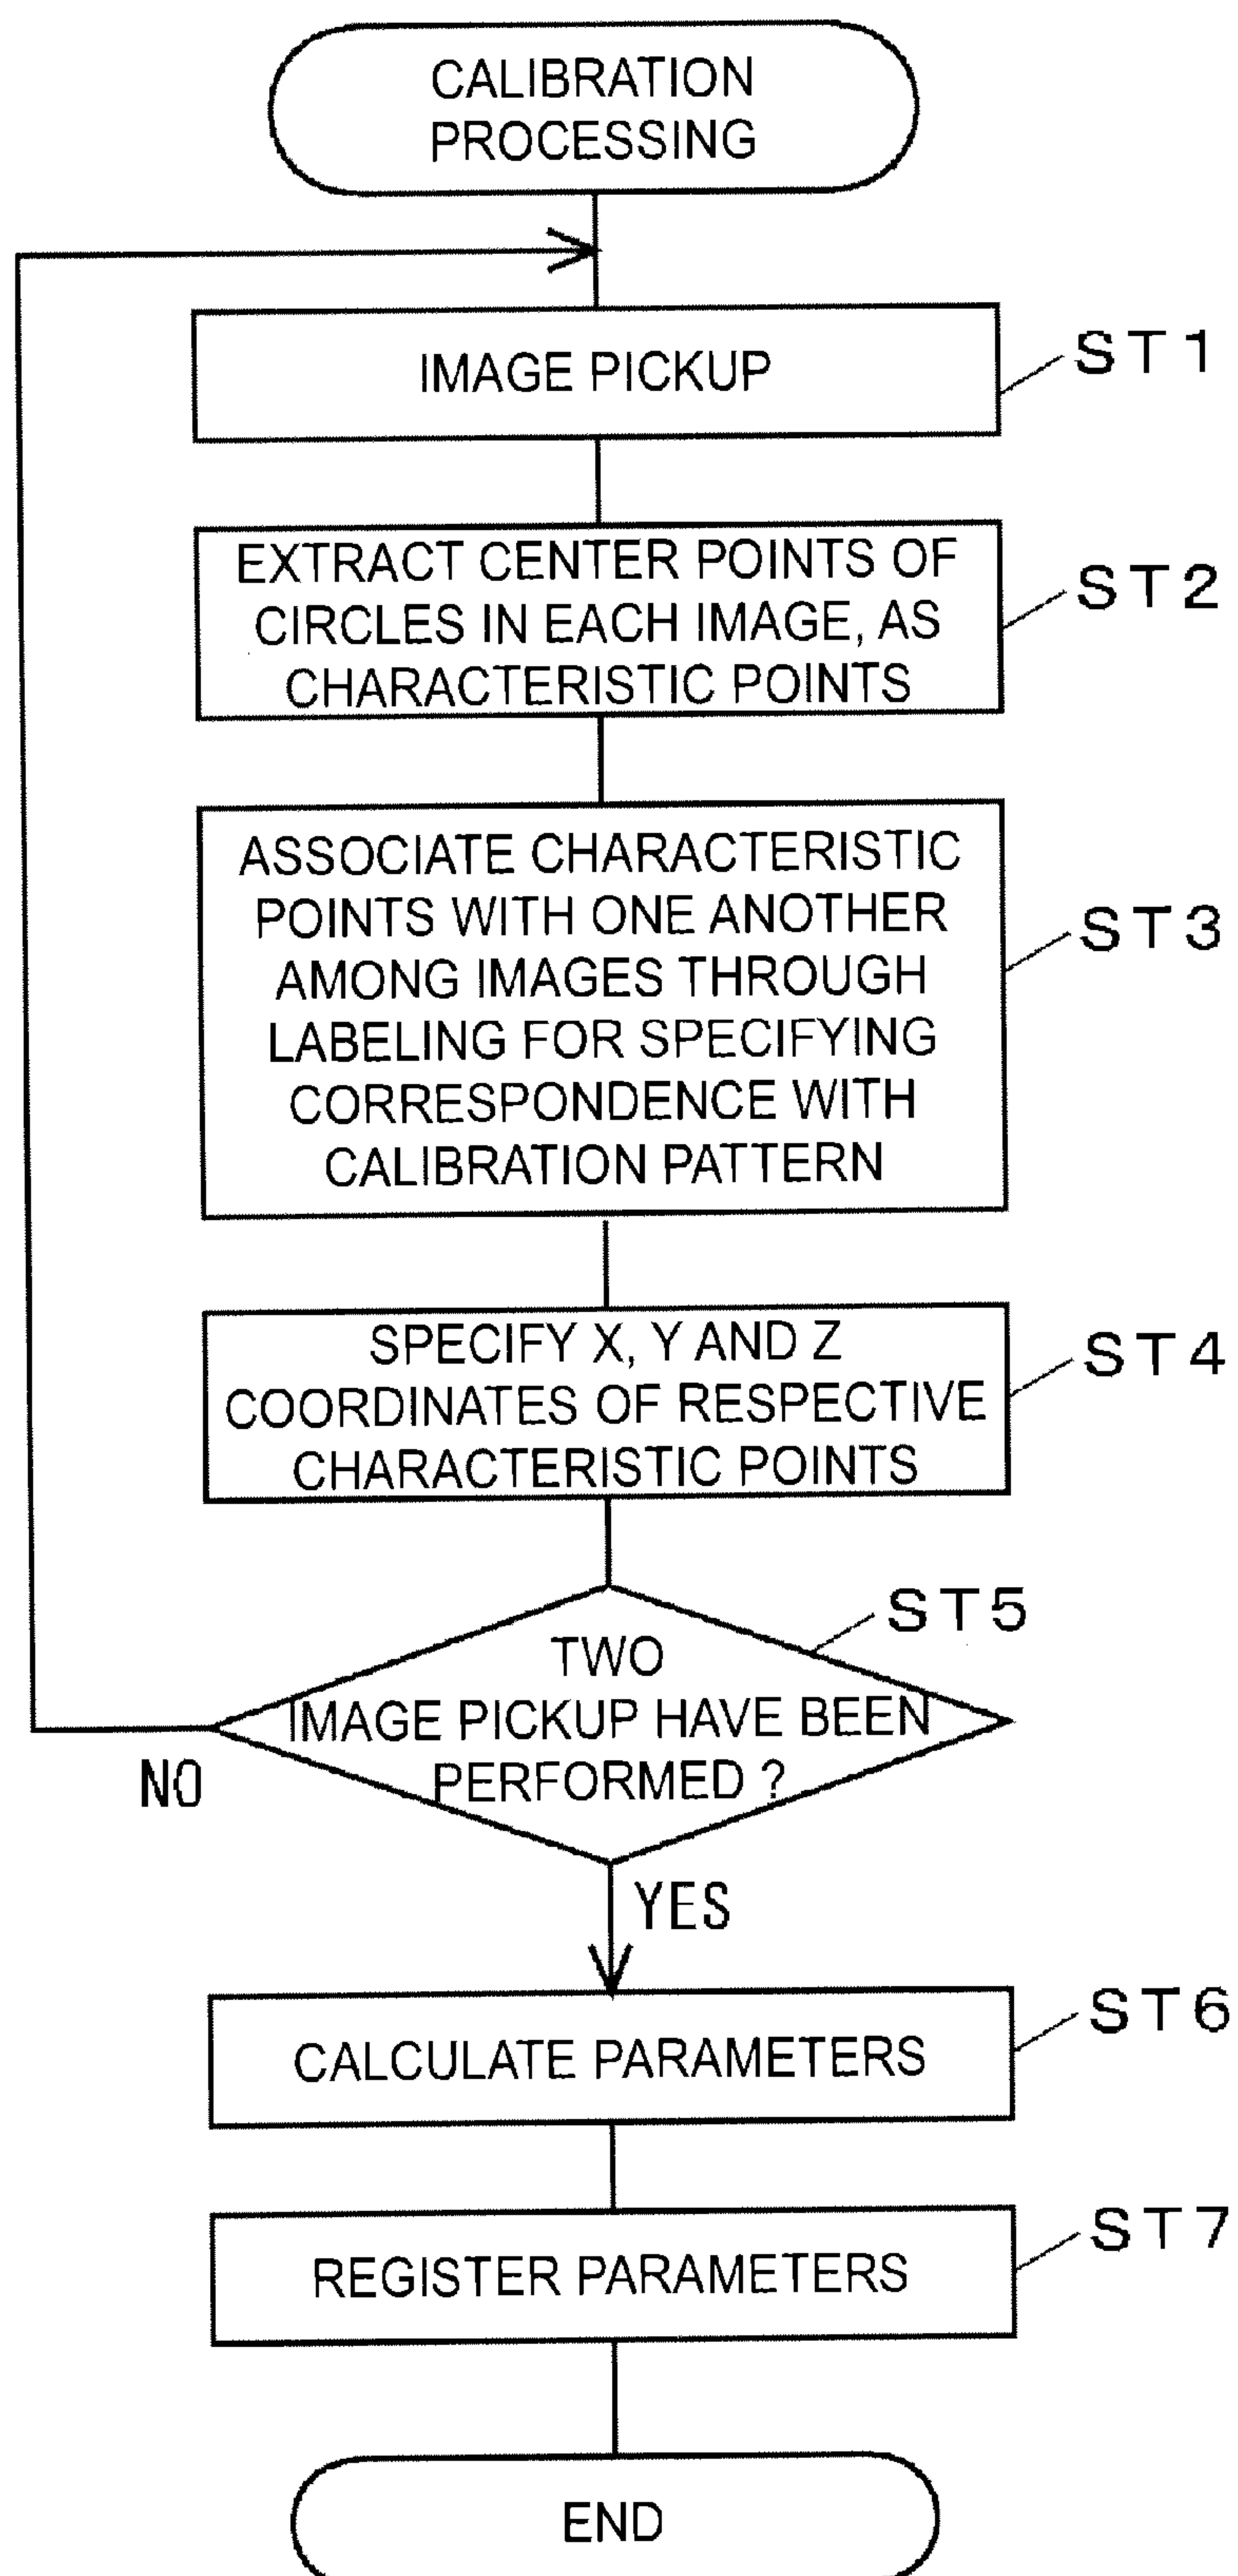 CALIBRATION
PROCESSING
IMAGE PICKUP
ST1
EXTRACT CENTER POINTS OF
CIRCLES IN EACH IMAGE, AS
CHARACTERISTIC POINTS
ST2
ASSOCIATE CHARACTERISTIC
POINTS WITH ONE ANOTHER
AMONG IMAGES THROUGH
LABELING FOR SPECIFYING
CORRESPONDENCE WITH
CALIBRATION PATTERN
ST3
SPECIFY X, Y AND Z
COORDINATES OF RESPECTIVE
CHARACTERISTIC POINTS
ST4
ST5
TWO
IMAGE PICKUP HAVE BEEN
PERFORMED ?
NO
YES
CALCULATE PARAMETERS
ST6
REGISTER PARAMETERS
ST7
END